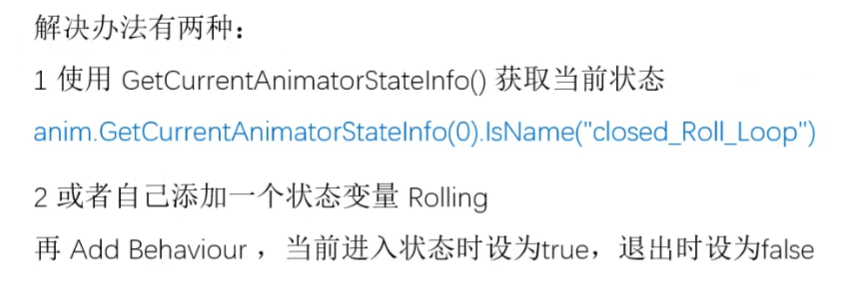 解决办法有两种：
1 使用 GetCurrentAnimatorStateInfo() 获取当前状态
anim.GetCurrentAnimatorStateInfo(0).IsName("closed_Roll_Loop")
2 或者自己添加一个状态变量 Rolling
再 Add Behaviour ，当前进入状态时设为true，退出时设为false